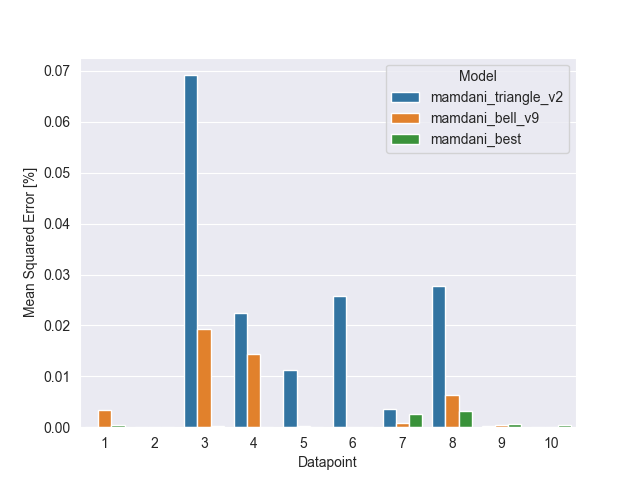 0.07
0.06
0.05
0.04
0.03
0.02
0.01
0.00
Mean Squared Error [%]
Model
mamdani_triangle_v2
mamdani_bell_v9
mamdani_best
1 2 3 4 5 6 7 8 9 10
Datapoint